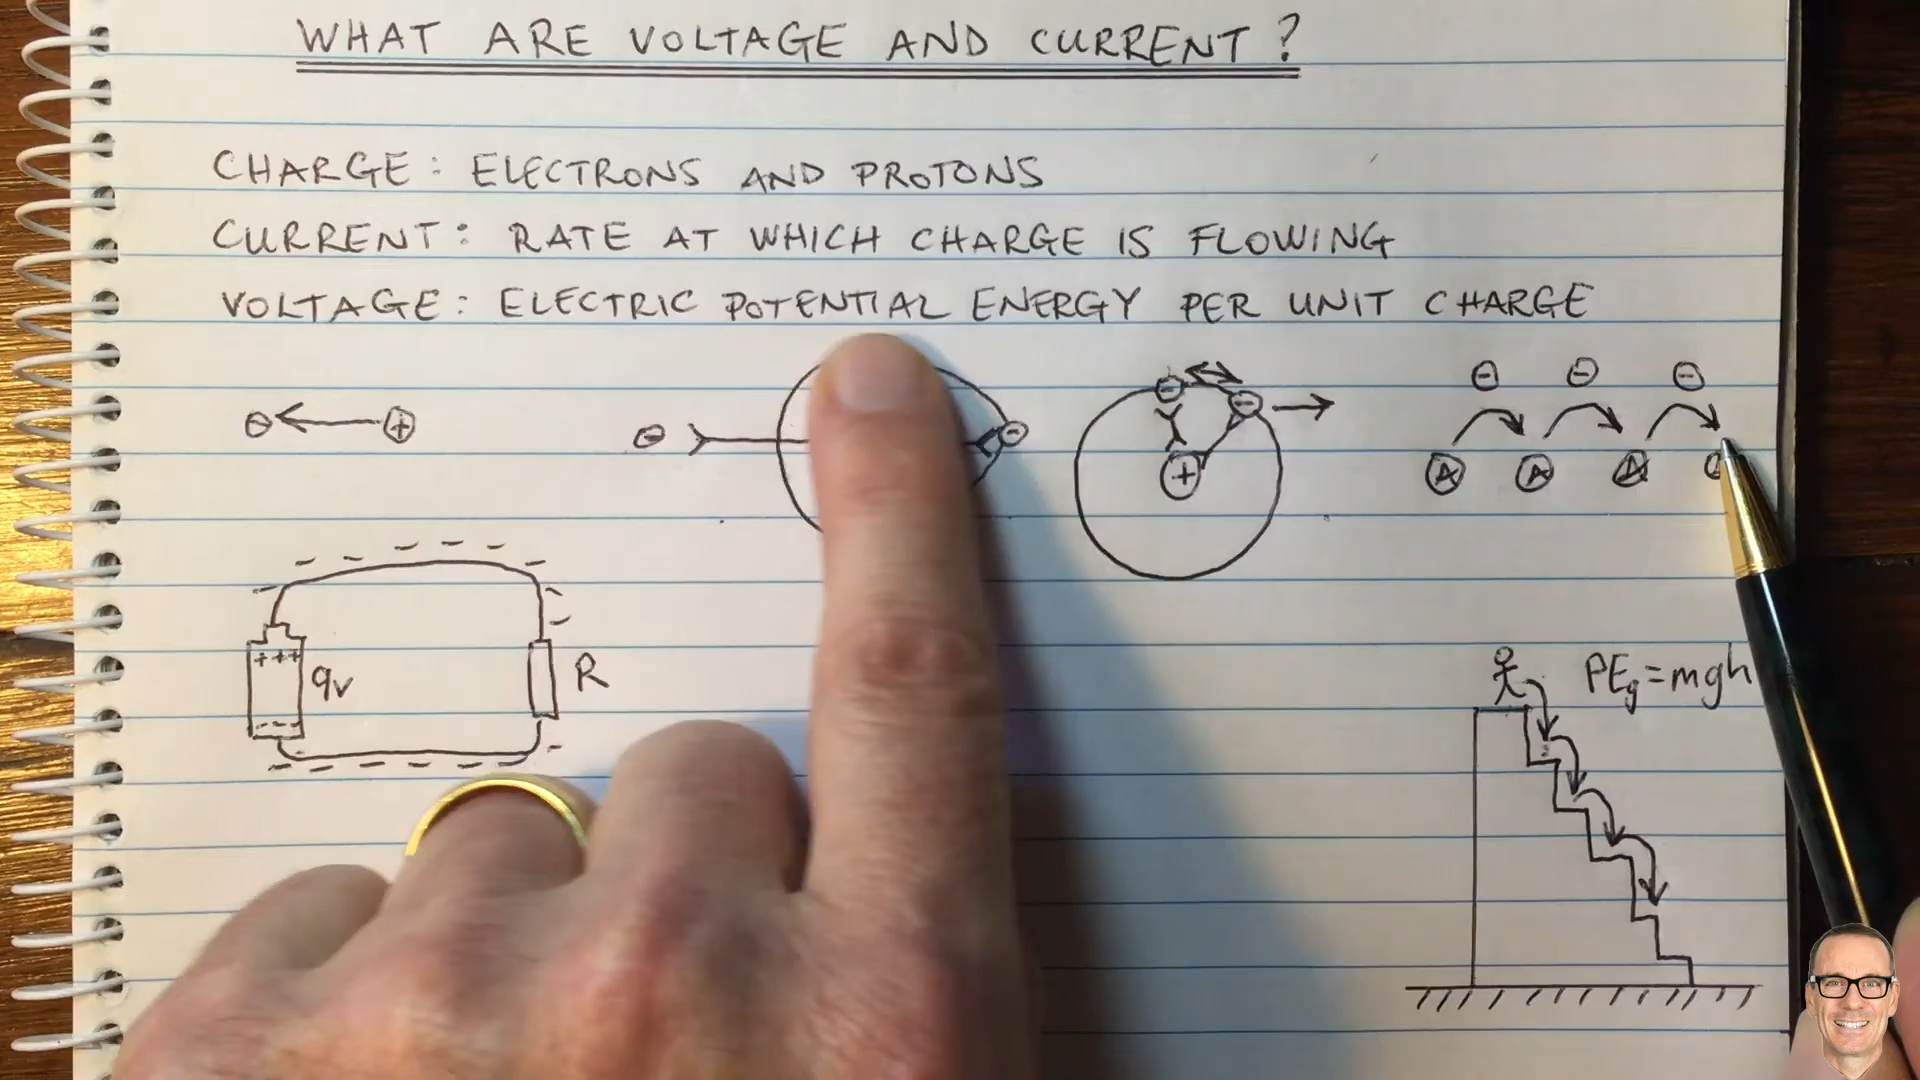 WHAT ARE VOLTAGE AND CURRENT?
CHARGE: ELECTRONS AND PROTONS
CURRENT: RATE AT WHICH CHARGE IS FLOWING
VOLTAGE: ELECTRIC POTENTIAL ENERGY PER UNIT CHARGE
A A A
9v
R
PEg=mgh